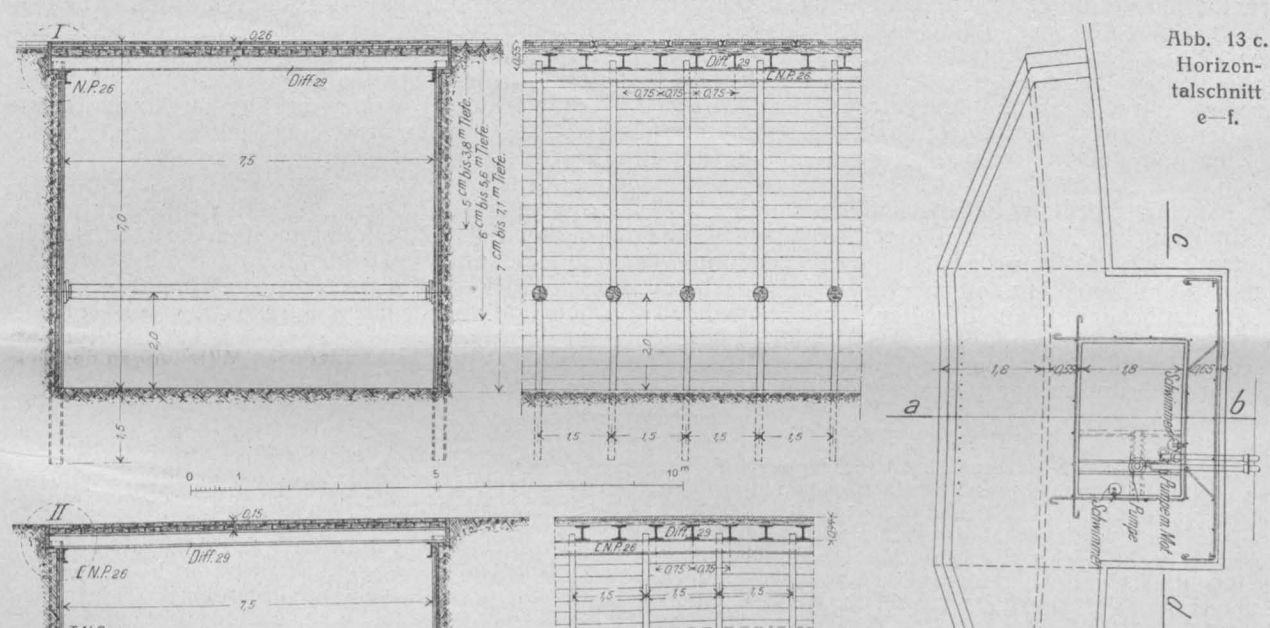 I
0,26
N.P. 26
Diff. 29
7,5
7,0
2,0
1,5
5 cm bis 3,8 m Tiefe.
6 cm bis 5,6 m Tiefe.
7 cm bis 7,1 m Tiefe.
0,55
Diff. 29
[ N.P. 26
0,75 0,75 0,75
2,0
1,5 1,5 1,5 1,5
0 1 5 10 m
II
0,15
Diff. 29
[ N.P. 26
7,5
Diff. 29
[ N.P. 26
0,75 0,75
1,5 1,5 1,5
Abb. 13 c.
Horizon-
talschnitt
e—f.
c
a
b
d
1,6 0,55 1,8 0,65
Schwimmer
Pumpe m. Mot
Pumpe
Schwimmer